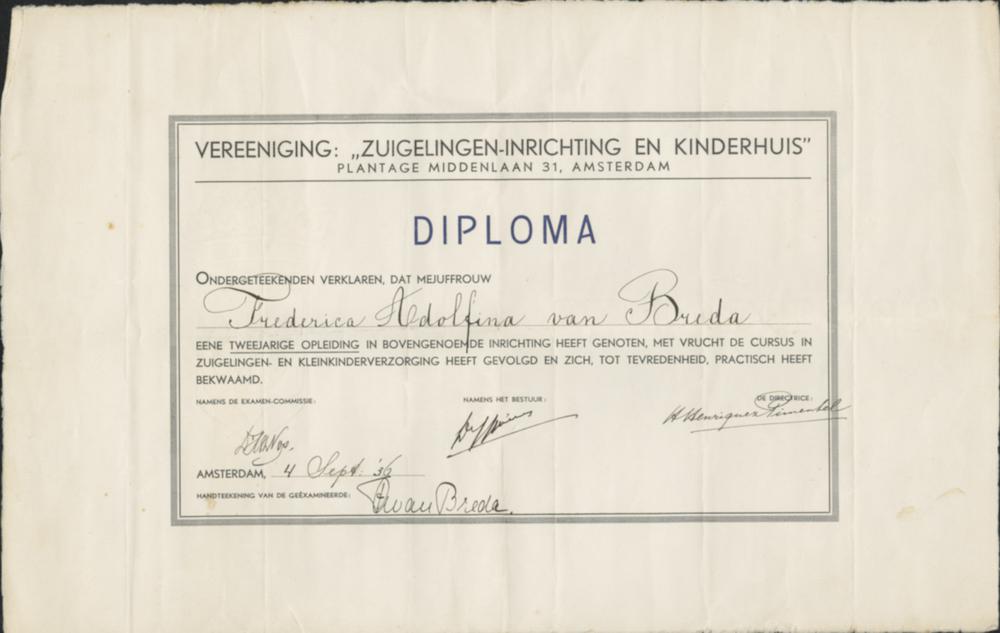 VEREENIGING: „ZUIGELINGEN-INRICHTING EN KINDERHUIS"
PLANTAGE MIDDENLAAN 31, AMSTERDAM
DIPLOMA
ONDERGETEEKENDEN VERKLAREN, DAT MEJUFFROUW
Frederica Adolfina van Breda
EENE TWEEJARIGE OPLEIDING IN BOVENGENOEMDE INRICHTING HEEFT GENOTEN, MET VRUCHT DE CURSUS IN
ZUIGELINGEN- EN KLEINKINDERVERZORGING HEEFT GEVOLGD EN ZICH, TOT TEVREDENHEID, PRACTISCH HEEFT
BEKWAAMD.
NAMENS DE EXAMEN-COMMISSIE:
NAMENS HET BESTUUR:
DE DIRECTRICE:
H Henriquez Pimentel
AMSTERDAM, 4 Sept. '36
HANDTEEKENING VAN DE GEËXAMINEERDE:
van Breda.